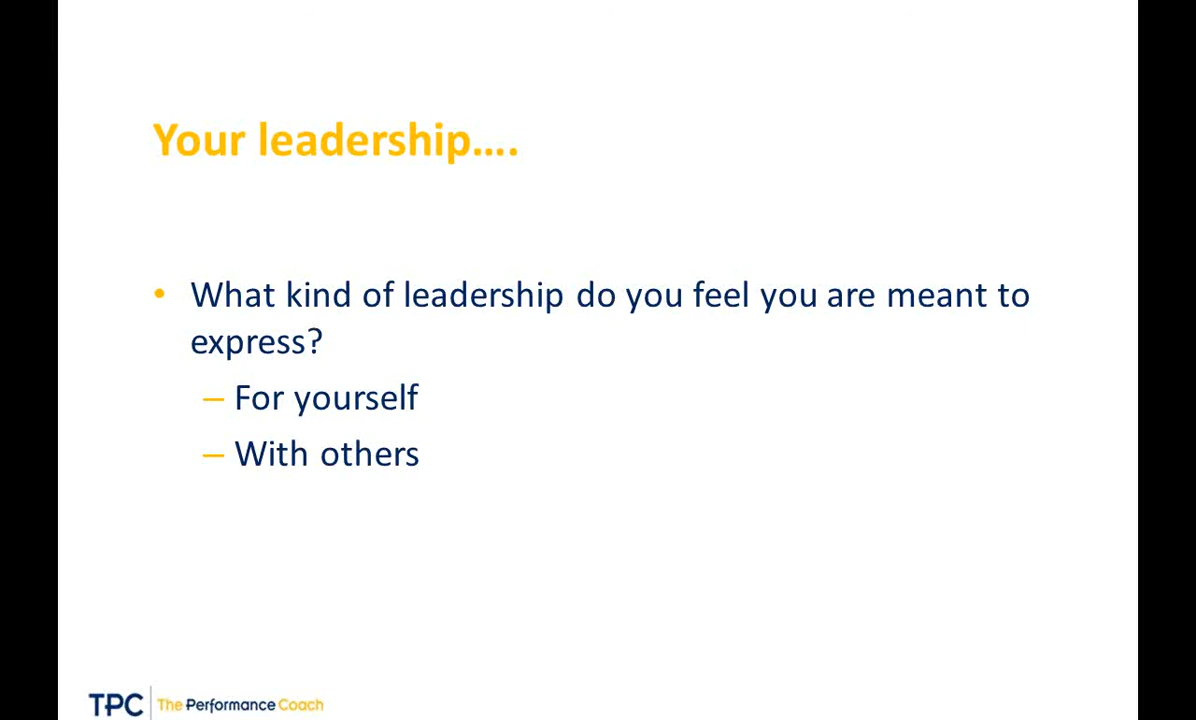 Your leadership....
• What kind of leadership do you feel you are meant to
express?
– For yourself
– With others
TPC | The Performance Coach